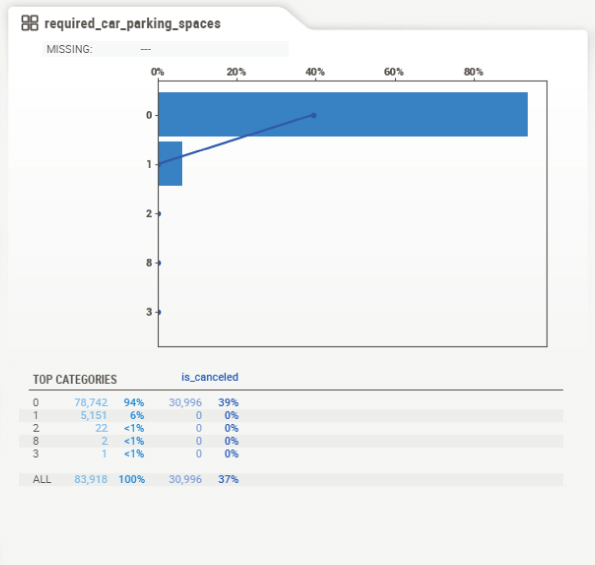 required_car_parking_spaces
MISSING: ---
0% 20% 40% 60% 80%
0
1
2
8
3
TOP CATEGORIES is_canceled
0 78,742 94% 30,996 39%
1 5,151 6% 0 0%
2 22 <1% 0 0%
8 2 <1% 0 0%
3 1 <1% 0 0%
ALL 83,918 100% 30,996 37%